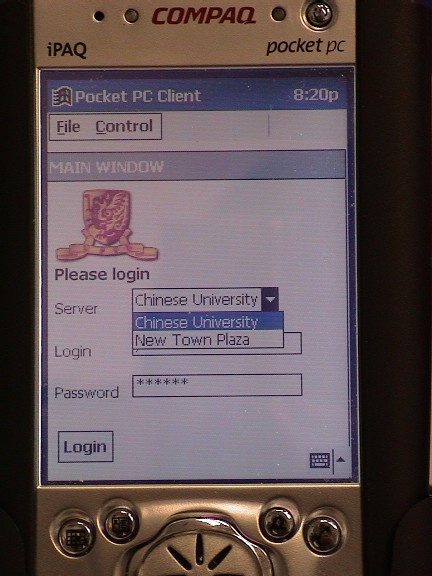 COMPAQ
iPAQ pocket pc
Pocket PC Client 8:20p
File Control
MAIN WINDOW
Please login
Server Chinese University
Chinese University
New Town Plaza
Login
Password ******
Login